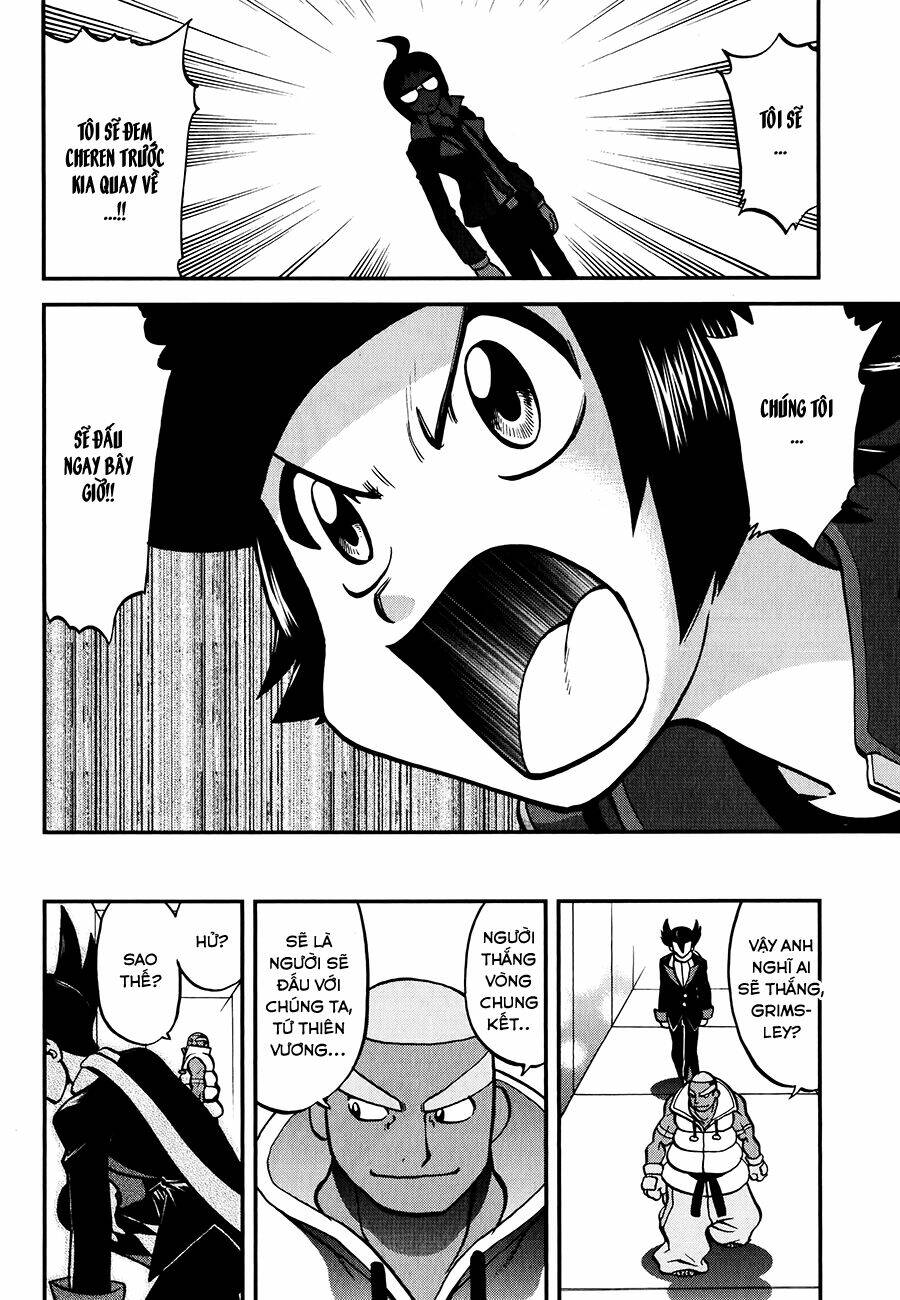 TÔI SẼ
...
TÔI SẼ ĐEM
CHEREN TRƯỚC
KIA QUAY VỀ
...!!
CHÚNG TÔI
...
SẼ ĐẤU
NGAY BÂY
GIỜ!!
VẬY ANH
NGHĨ AI
SẼ THẮNG,
GRIMS-
LEY?
NGƯỜI
THẮNG
VÒNG
CHUNG
KẾT..
SẼ LÀ
NGƯỜI SẼ
ĐẤU VỚI
CHÚNG TA,
TỨ THIÊN
VƯƠNG...
HỬ?
SAO
THẾ?